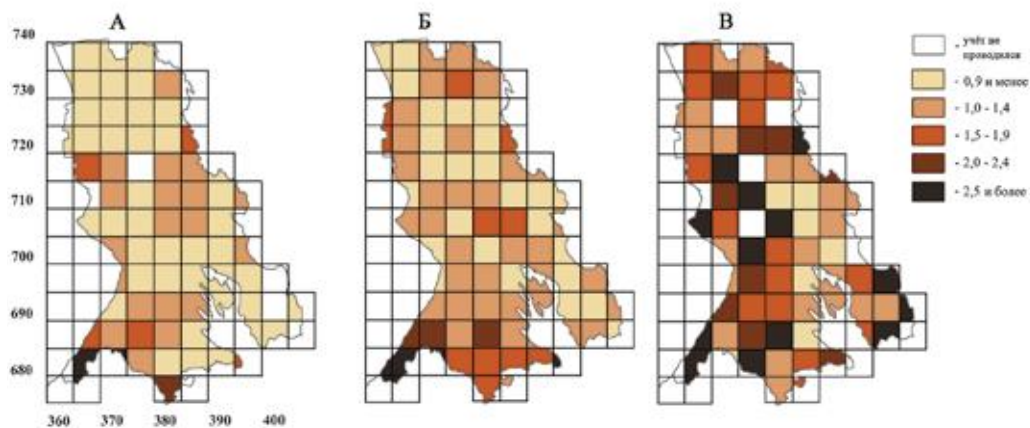 А Б В
740
730
720
710
700
690
680
360 370 380 390 400
- учёт не
проводился
- 0,9 и менее
- 1,0 - 1,4
- 1,5 - 1,9
- 2,0 - 2,4
- 2,5 и более